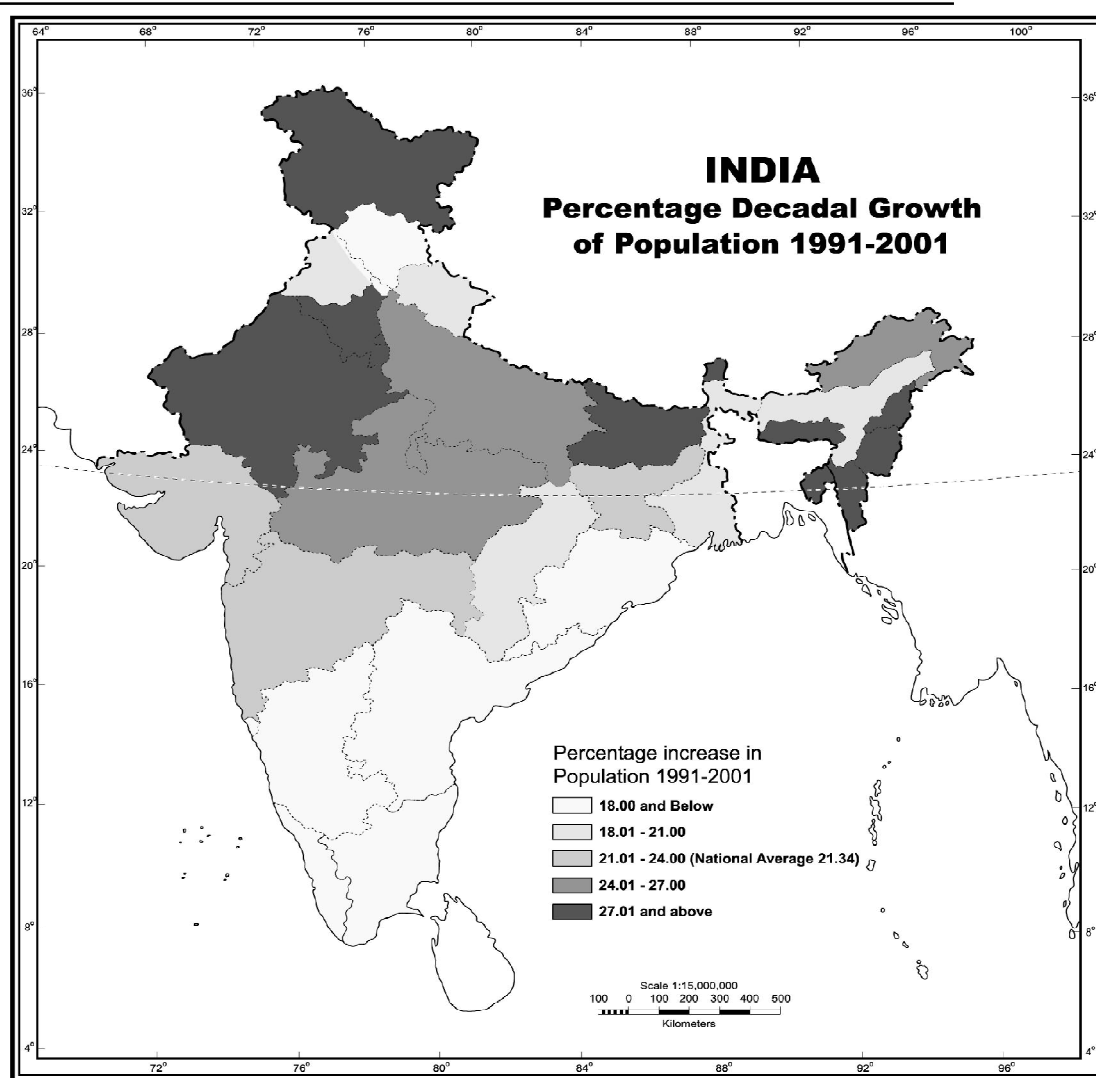 64° 68° 72° 76° 80° 84° 88° 92° 96° 100°
36° 36°
INDIA
Percentage Decadal Growth
of Population 1991-2001
32° 32°
28° 28°
24° 24°
20° 20°
16° 16°
Percentage increase in
Population 1991-2001
12° 12°
18.00 and Below
18.01 - 21.00
21.01 - 24.00 (National Average 21.34)
24.01 - 27.00
27.01 and above
8° 8°
Scale 1:15,000,000
100 0 100 200 300 400 500
Kilometers
4° 4°
72° 76° 80° 84° 88° 92° 96°